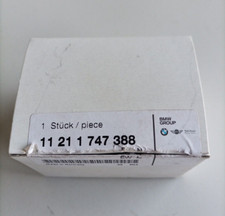 1 Stück / piece
BMW
GROUP
11 21 1 747 388